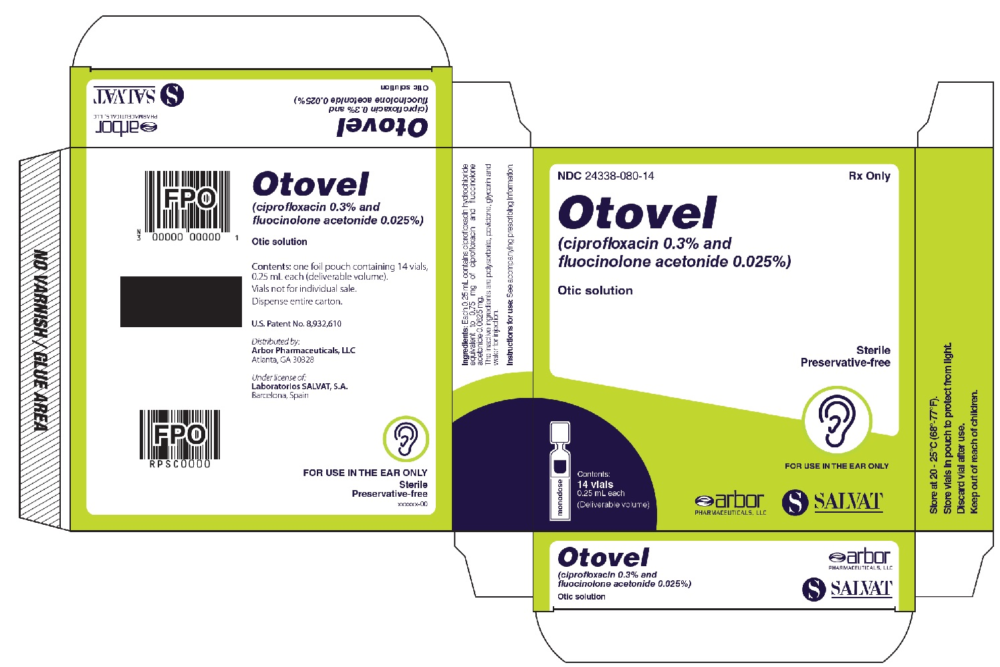 Otovel
(ciprofloxacin 0.3% and
fluocinolone acetonide 0.025%)
Otic solution
arbor
PHARMACEUTICALS, LLC
S SALVAT
NO VARNISH / GLUE AREA
FPO
N
3 00000 00000 1
FPO
RPSC0000
Otovel
(ciprofloxacin 0.3% and
fluocinolone acetonide 0.025%)
Otic solution
Contents: one foil pouch containing 14 vials,
0.25 mL each (deliverable volume).
Vials not for individual sale.
Dispense entire carton.
U.S. Patent No. 8,932,610
Distributed by:
Arbor Pharmaceuticals, LLC
Atlanta, GA 30328
Under license of:
Laboratorios SALVAT, S.A.
Barcelona, Spain
FOR USE IN THE EAR ONLY
Sterile
Preservative-free
xxxxxx-00
Ingredients: Each 0.25 mL contains ciprofloxacin hydrochloride
equivalent to 0.75 mg of ciprofloxacin and fluocinolone
acetonide 0.0625 mg.
The inactive ingredients are polysorbate, povidone, glycerin and
water for injection.
Instructions for use: See accompanying prescribing information.
NDC 24338-080-14
Rx Only
Otovel
(ciprofloxacin 0.3% and
fluocinolone acetonide 0.025%)
Otic solution
Sterile
Preservative-free
monodose
Contents:
14 vials
0.25 mL each
(Deliverable volume)
FOR USE IN THE EAR ONLY
arbor
PHARMACEUTICALS, LLC
S SALVAT
Store at 20 - 25°C (68°-77°F).
Store vials in pouch to protect from light.
Discard vial after use.
Keep out of reach of children.
Otovel
(ciprofloxacin 0.3% and
fluocinolone acetonide 0.025%)
Otic solution
arbor
PHARMACEUTICALS, LLC
S SALVAT